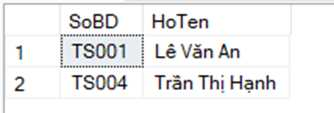 SoBD HoTen
1 TS001 Lê Văn An
2 TS004 Trần Thị Hạnh